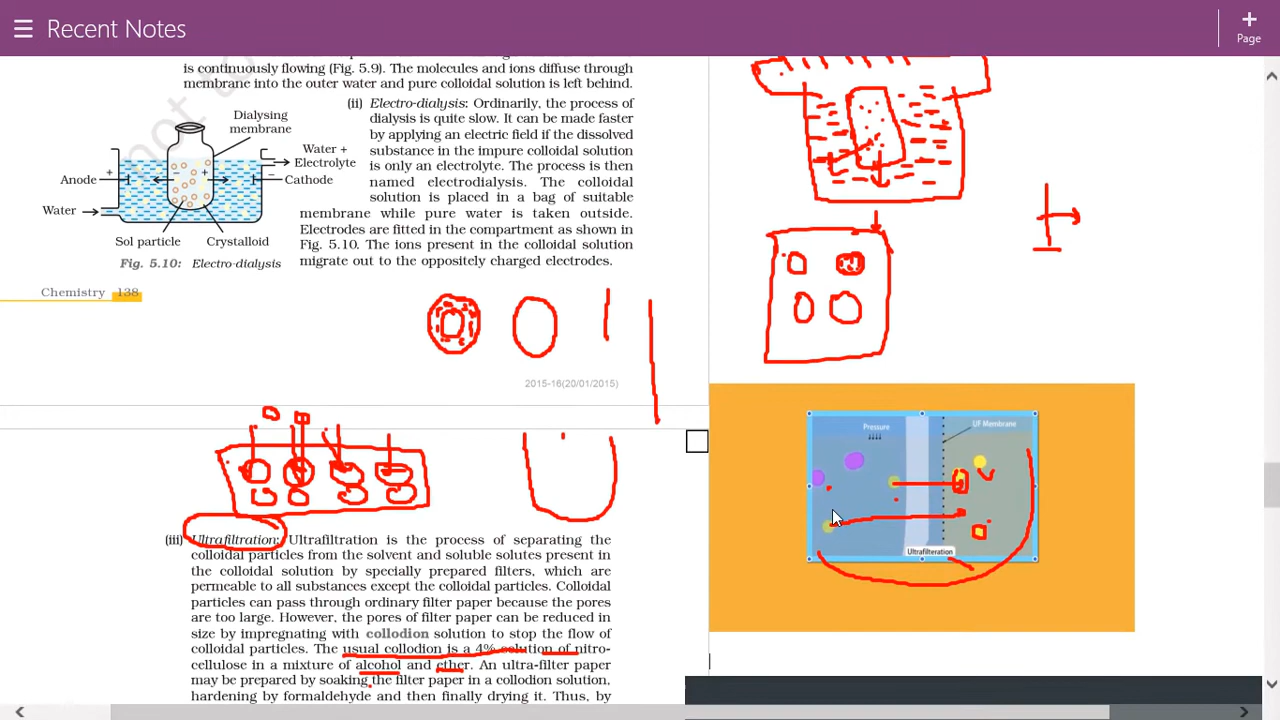 Recent Notes
Page
is continuously flowing (Fig. 5.9). The molecules and ions diffuse through
membrane into the outer water and pure colloidal solution is left behind.
(ii) Electro-dialysis: Ordinarily, the process of
dialysis is quite slow. It can be made faster
by applying an electric field if the dissolved
substance in the impure colloidal solution
is only an electrolyte. The process is then
named electrodialysis. The colloidal
solution is placed in a bag of suitable
membrane while pure water is taken outside.
Electrodes are fitted in the compartment as shown in
Fig. 5.10. The ions present in the colloidal solution
migrate out to the oppositely charged electrodes.
not to
Dialysing
membrane
Water +
Electrolyte
Anode
Cathode
Water
Sol particle
Crystalloid
Fig. 5.10: Electro-dialysis
Chemistry 138
2015-16(20/01/2015)
(iii) Ultrafiltration: Ultrafiltration is the process of separating the
colloidal particles from the solvent and soluble solutes present in
the colloidal solution by specially prepared filters, which are
permeable to all substances except the colloidal particles. Colloidal
particles can pass through ordinary filter paper because the pores
are too large. However, the pores of filter paper can be reduced in
size by impregnating with collodion solution to stop the flow of
colloidal particles. The usual collodion is a 4% solution of nitro-
cellulose in a mixture of alcohol and ether. An ultra-filter paper
may be prepared by soaking the filter paper in a collodion solution,
hardening by formaldehyde and then finally drying it. Thus, by
Pressure
UF Membrane
Ultrafilteration